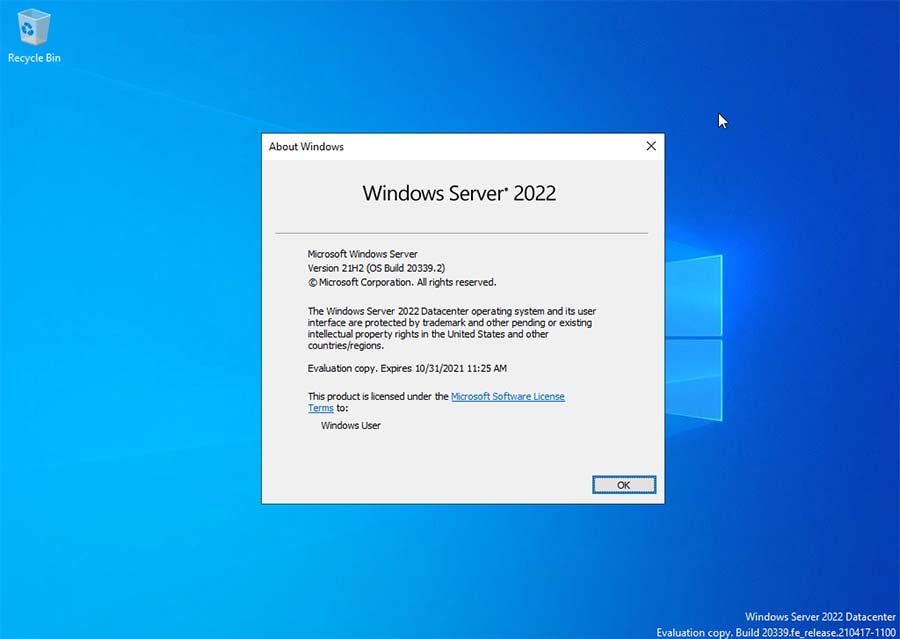 Recycle Bin
About Windows
Windows Server® 2022
Microsoft Windows Server
Version 21H2 (OS Build 20339.2)
© Microsoft Corporation. All rights reserved.
The Windows Server 2022 Datacenter operating system and its user
interface are protected by trademark and other pending or existing
intellectual property rights in the United States and other
countries/regions.
Evaluation copy. Expires 10/31/2021 11:25 AM
This product is licensed under the Microsoft Software License
Terms to:
Windows User
OK
Windows Server 2022 Datacenter
Evaluation copy. Build 20339.fe_release.210417-1100